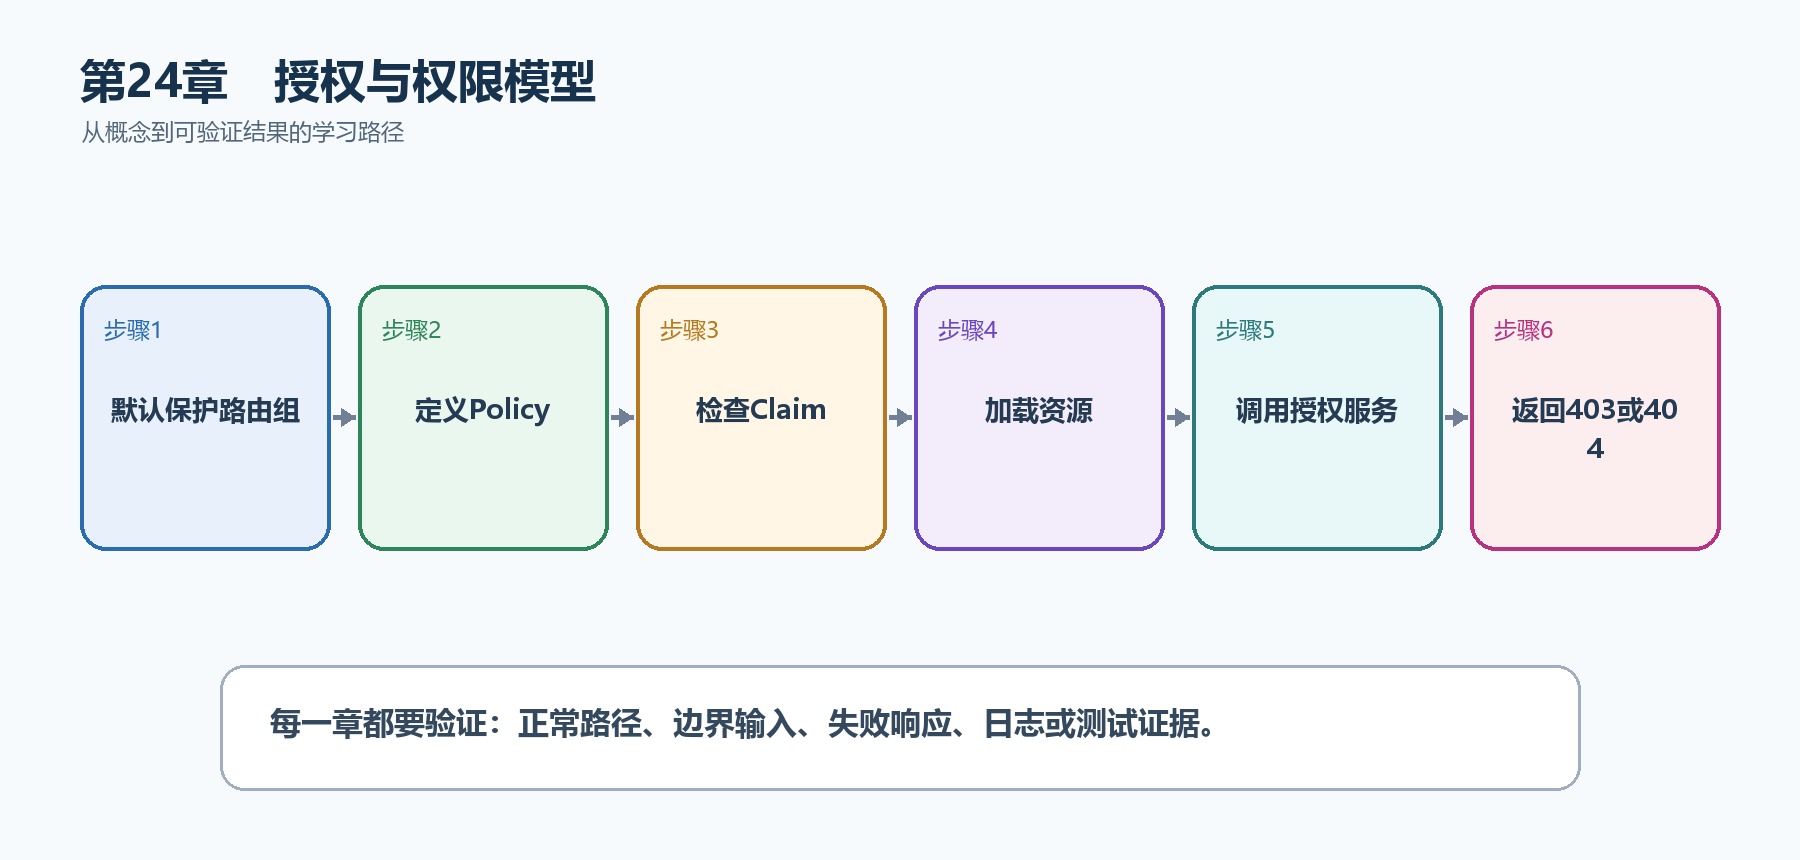 第24章　授权与权限模型
从概念到可验证结果的学习路径
步骤1
默认保护路由组
步骤2
定义Policy
步骤3
检查Claim
步骤4
加载资源
步骤5
调用授权服务
步骤6
返回403或40
4
每一章都要验证：正常路径、边界输入、失败响应、日志或测试证据。